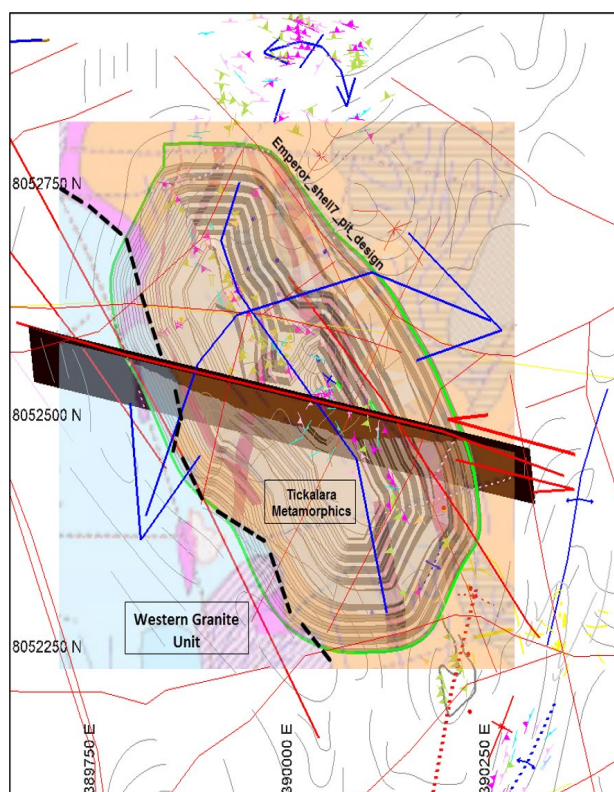 Emperor_shell7_pit_design
8052750 N
8052500 N
Tickalara
Metamorphics
Western Granite
Unit
8052250 N
389750 E
390000 E
390250 E